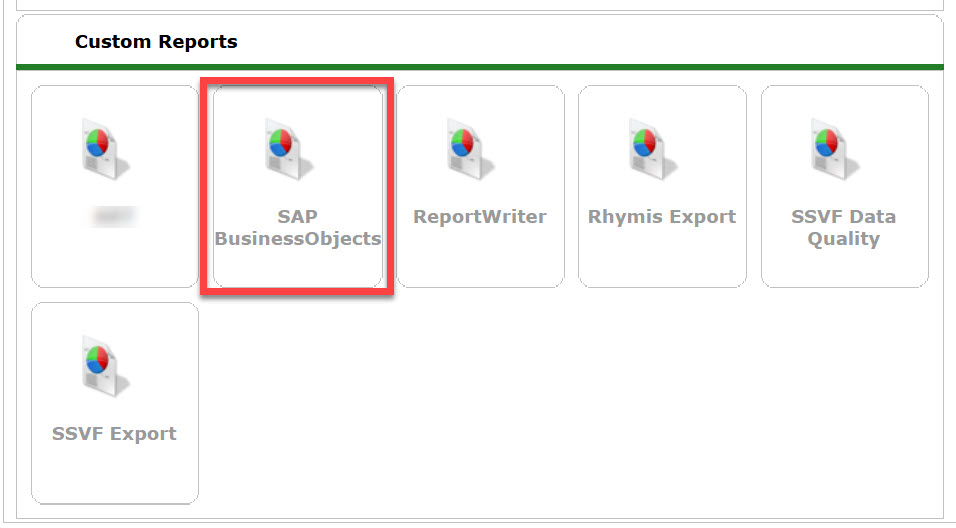 Custom Reports
SAP
BusinessObjects
ReportWriter
Rhymis Export
SSVF Data
Quality
SSVF Export